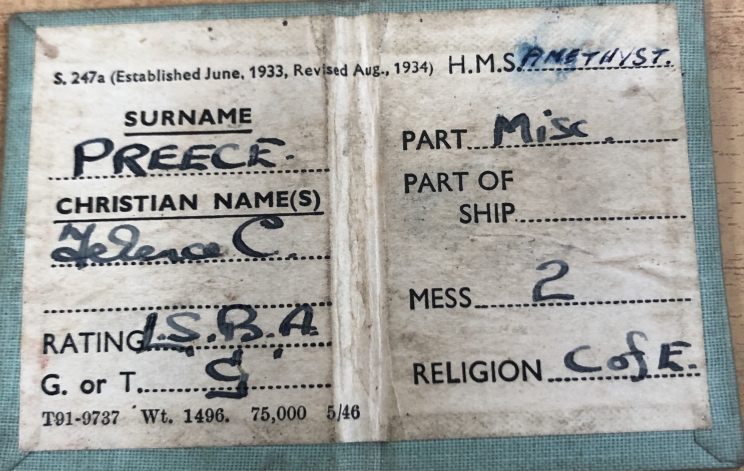 S. 247a (Established June, 1933, Revised Aug., 1934)
SURNAME
PREECE.
CHRISTIAN NAME(S)
Terence C.
RATING L.S.B.A
G. or T. G
T91-9737 Wt. 1496. 75,000 5/46
H.M.S. AMETHYST.
PART Misc.
PART OF
SHIP
MESS 2
RELIGION C of E.